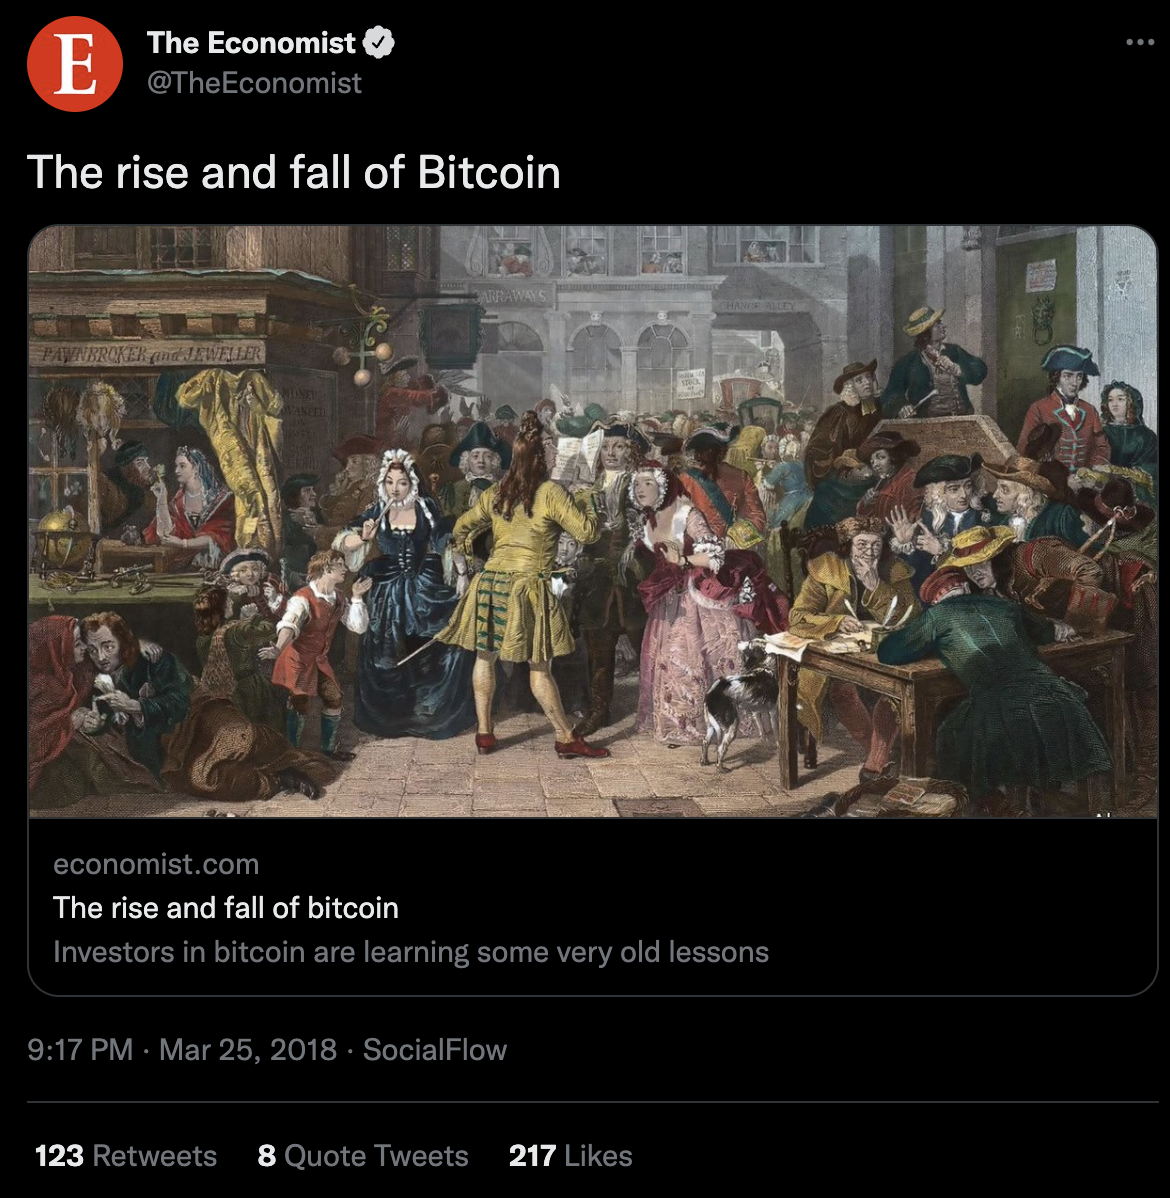 E
The Economist
@TheEconomist
The rise and fall of Bitcoin
GARRAWAYS
CHANGE ALLEY
PAWNBROKER and JEWELLER
STOCK
economist.com
The rise and fall of bitcoin
Investors in bitcoin are learning some very old lessons
9:17 PM · Mar 25, 2018 · SocialFlow
123 Retweets 8 Quote Tweets 217 Likes